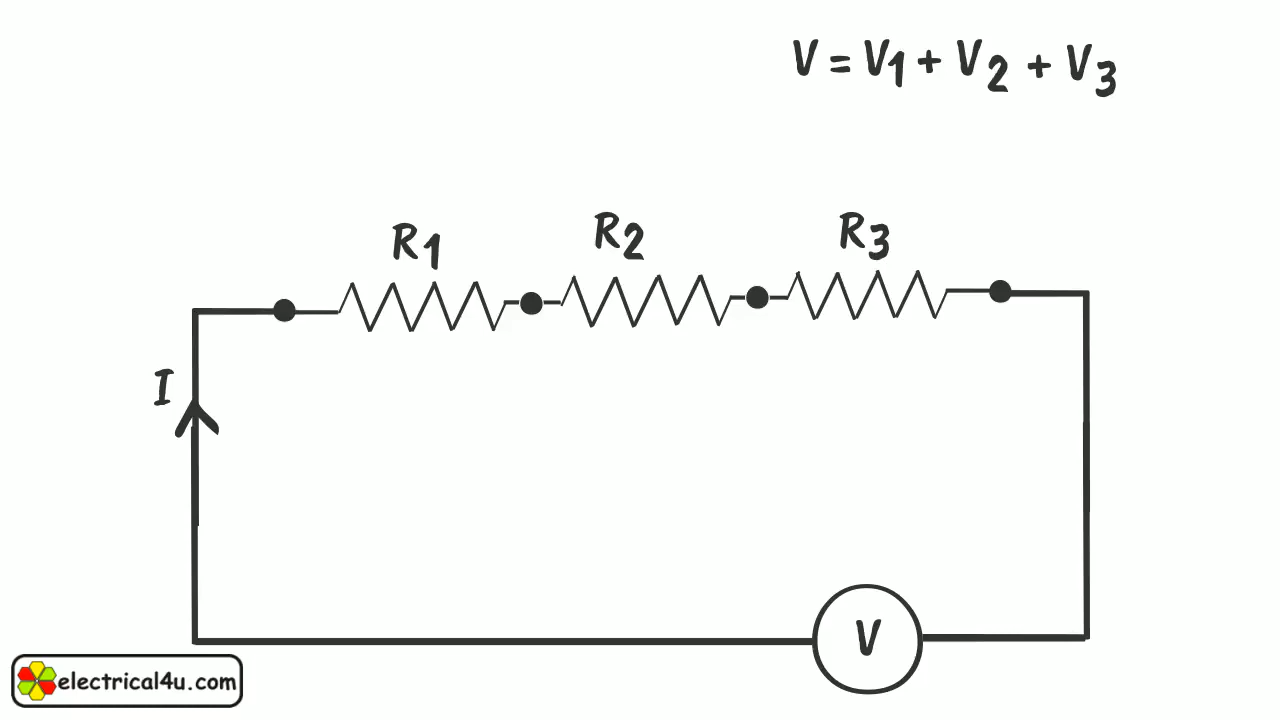 V = V1 + V2 + V3
R1 R2 R3
I
V
electrical4u.com